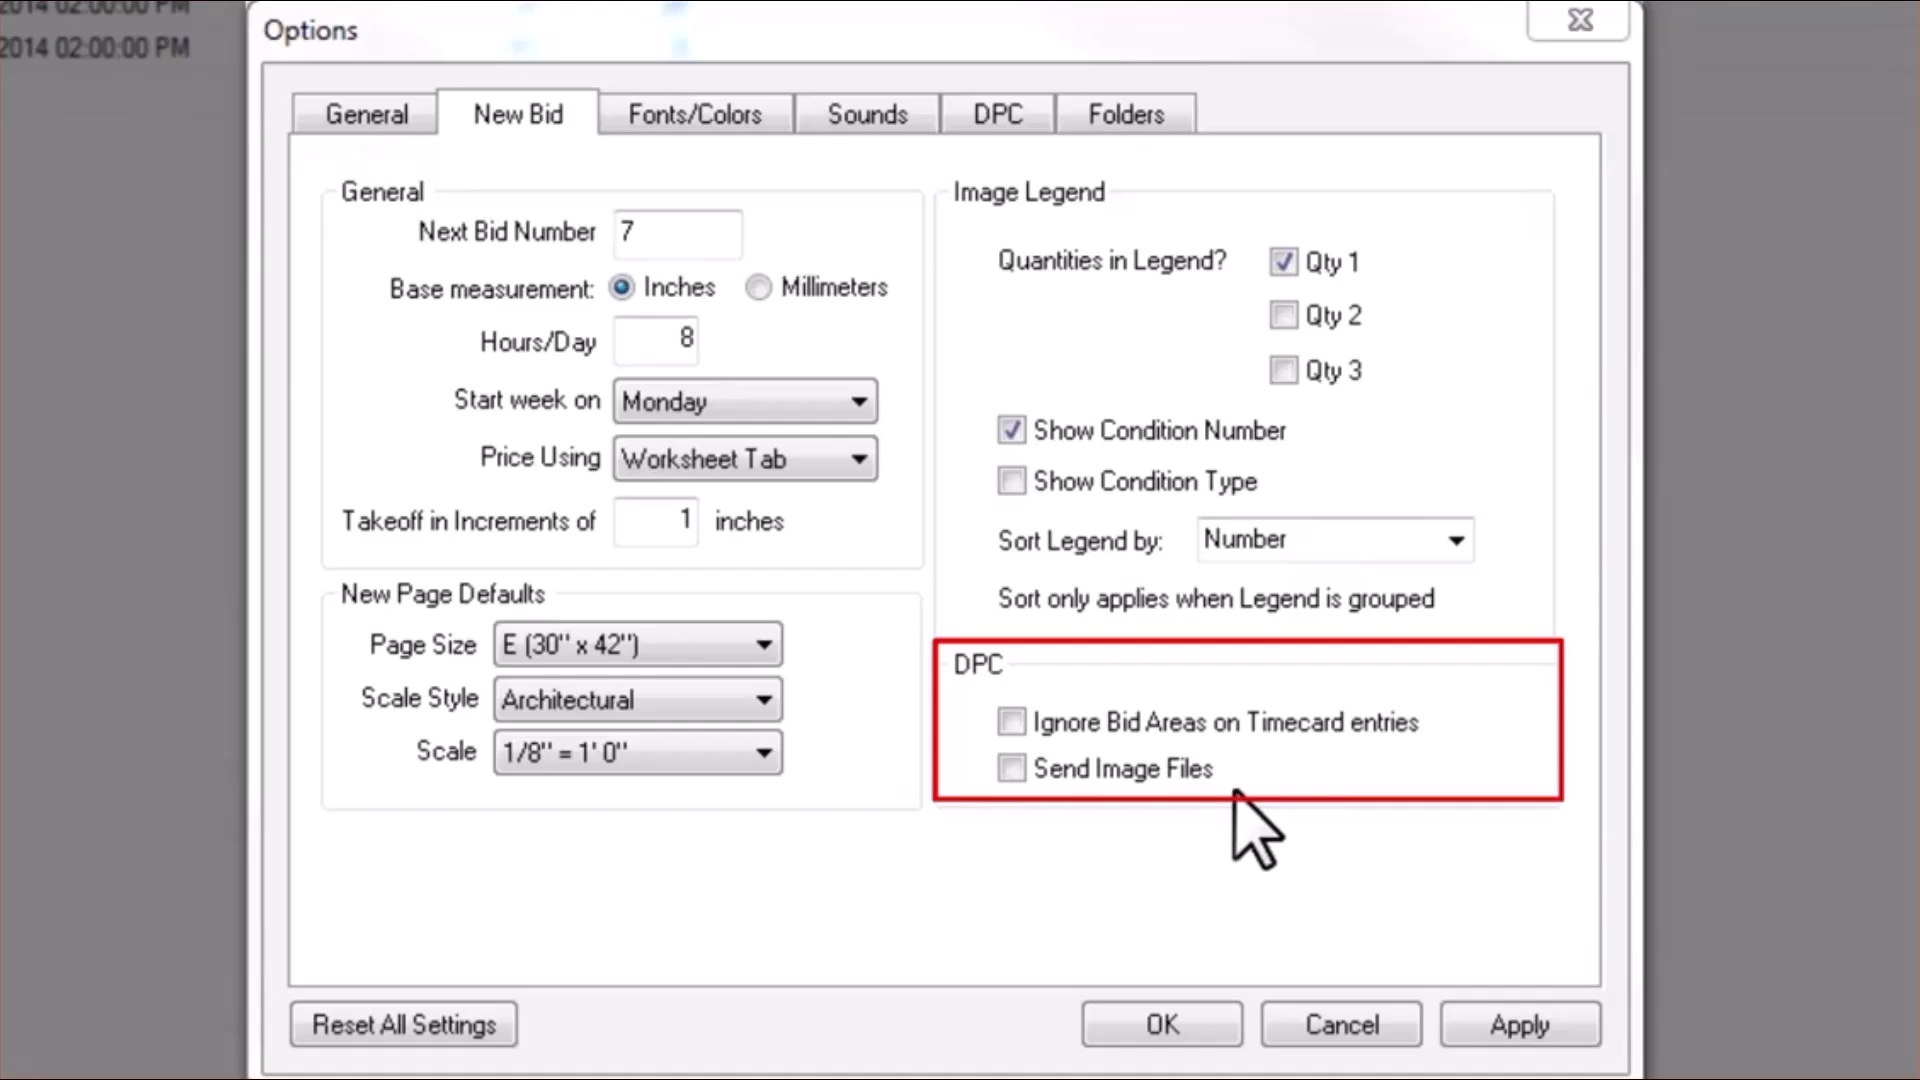 2014 02:00:00 PM
2014 02:00:00 PM
Options
General New Bid Fonts/Colors Sounds DPC Folders
General
Next Bid Number 7
Base measurement: Inches Millimeters
Hours/Day 8
Start week on Monday
Price Using Worksheet Tab
Takeoff in Increments of 1 inches
New Page Defaults
Page Size E (30" x 42")
Scale Style Architectural
Scale 1/8" = 1' 0"
Image Legend
Quantities in Legend? Qty 1
Qty 2
Qty 3
Show Condition Number
Show Condition Type
Sort Legend by: Number
Sort only applies when Legend is grouped
DPC
Ignore Bid Areas on Timecard entries
Send Image Files
Reset All Settings OK Cancel Apply